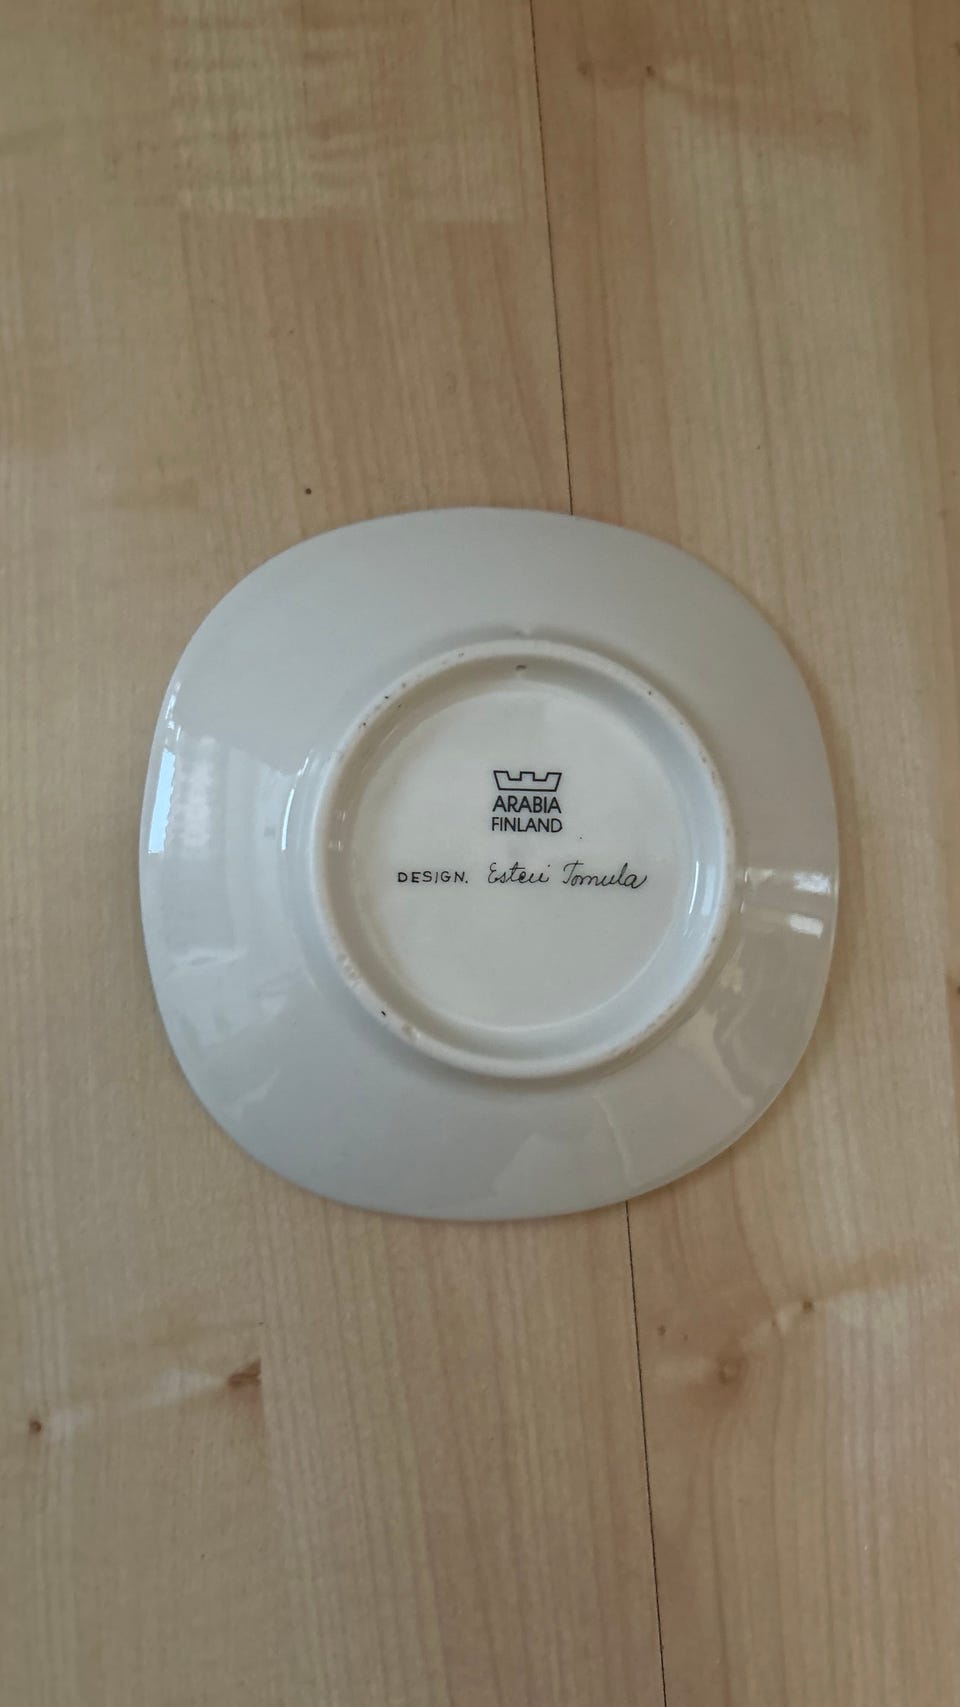 ARABIA
FINLAND
DESIGN. Esteri Tomula